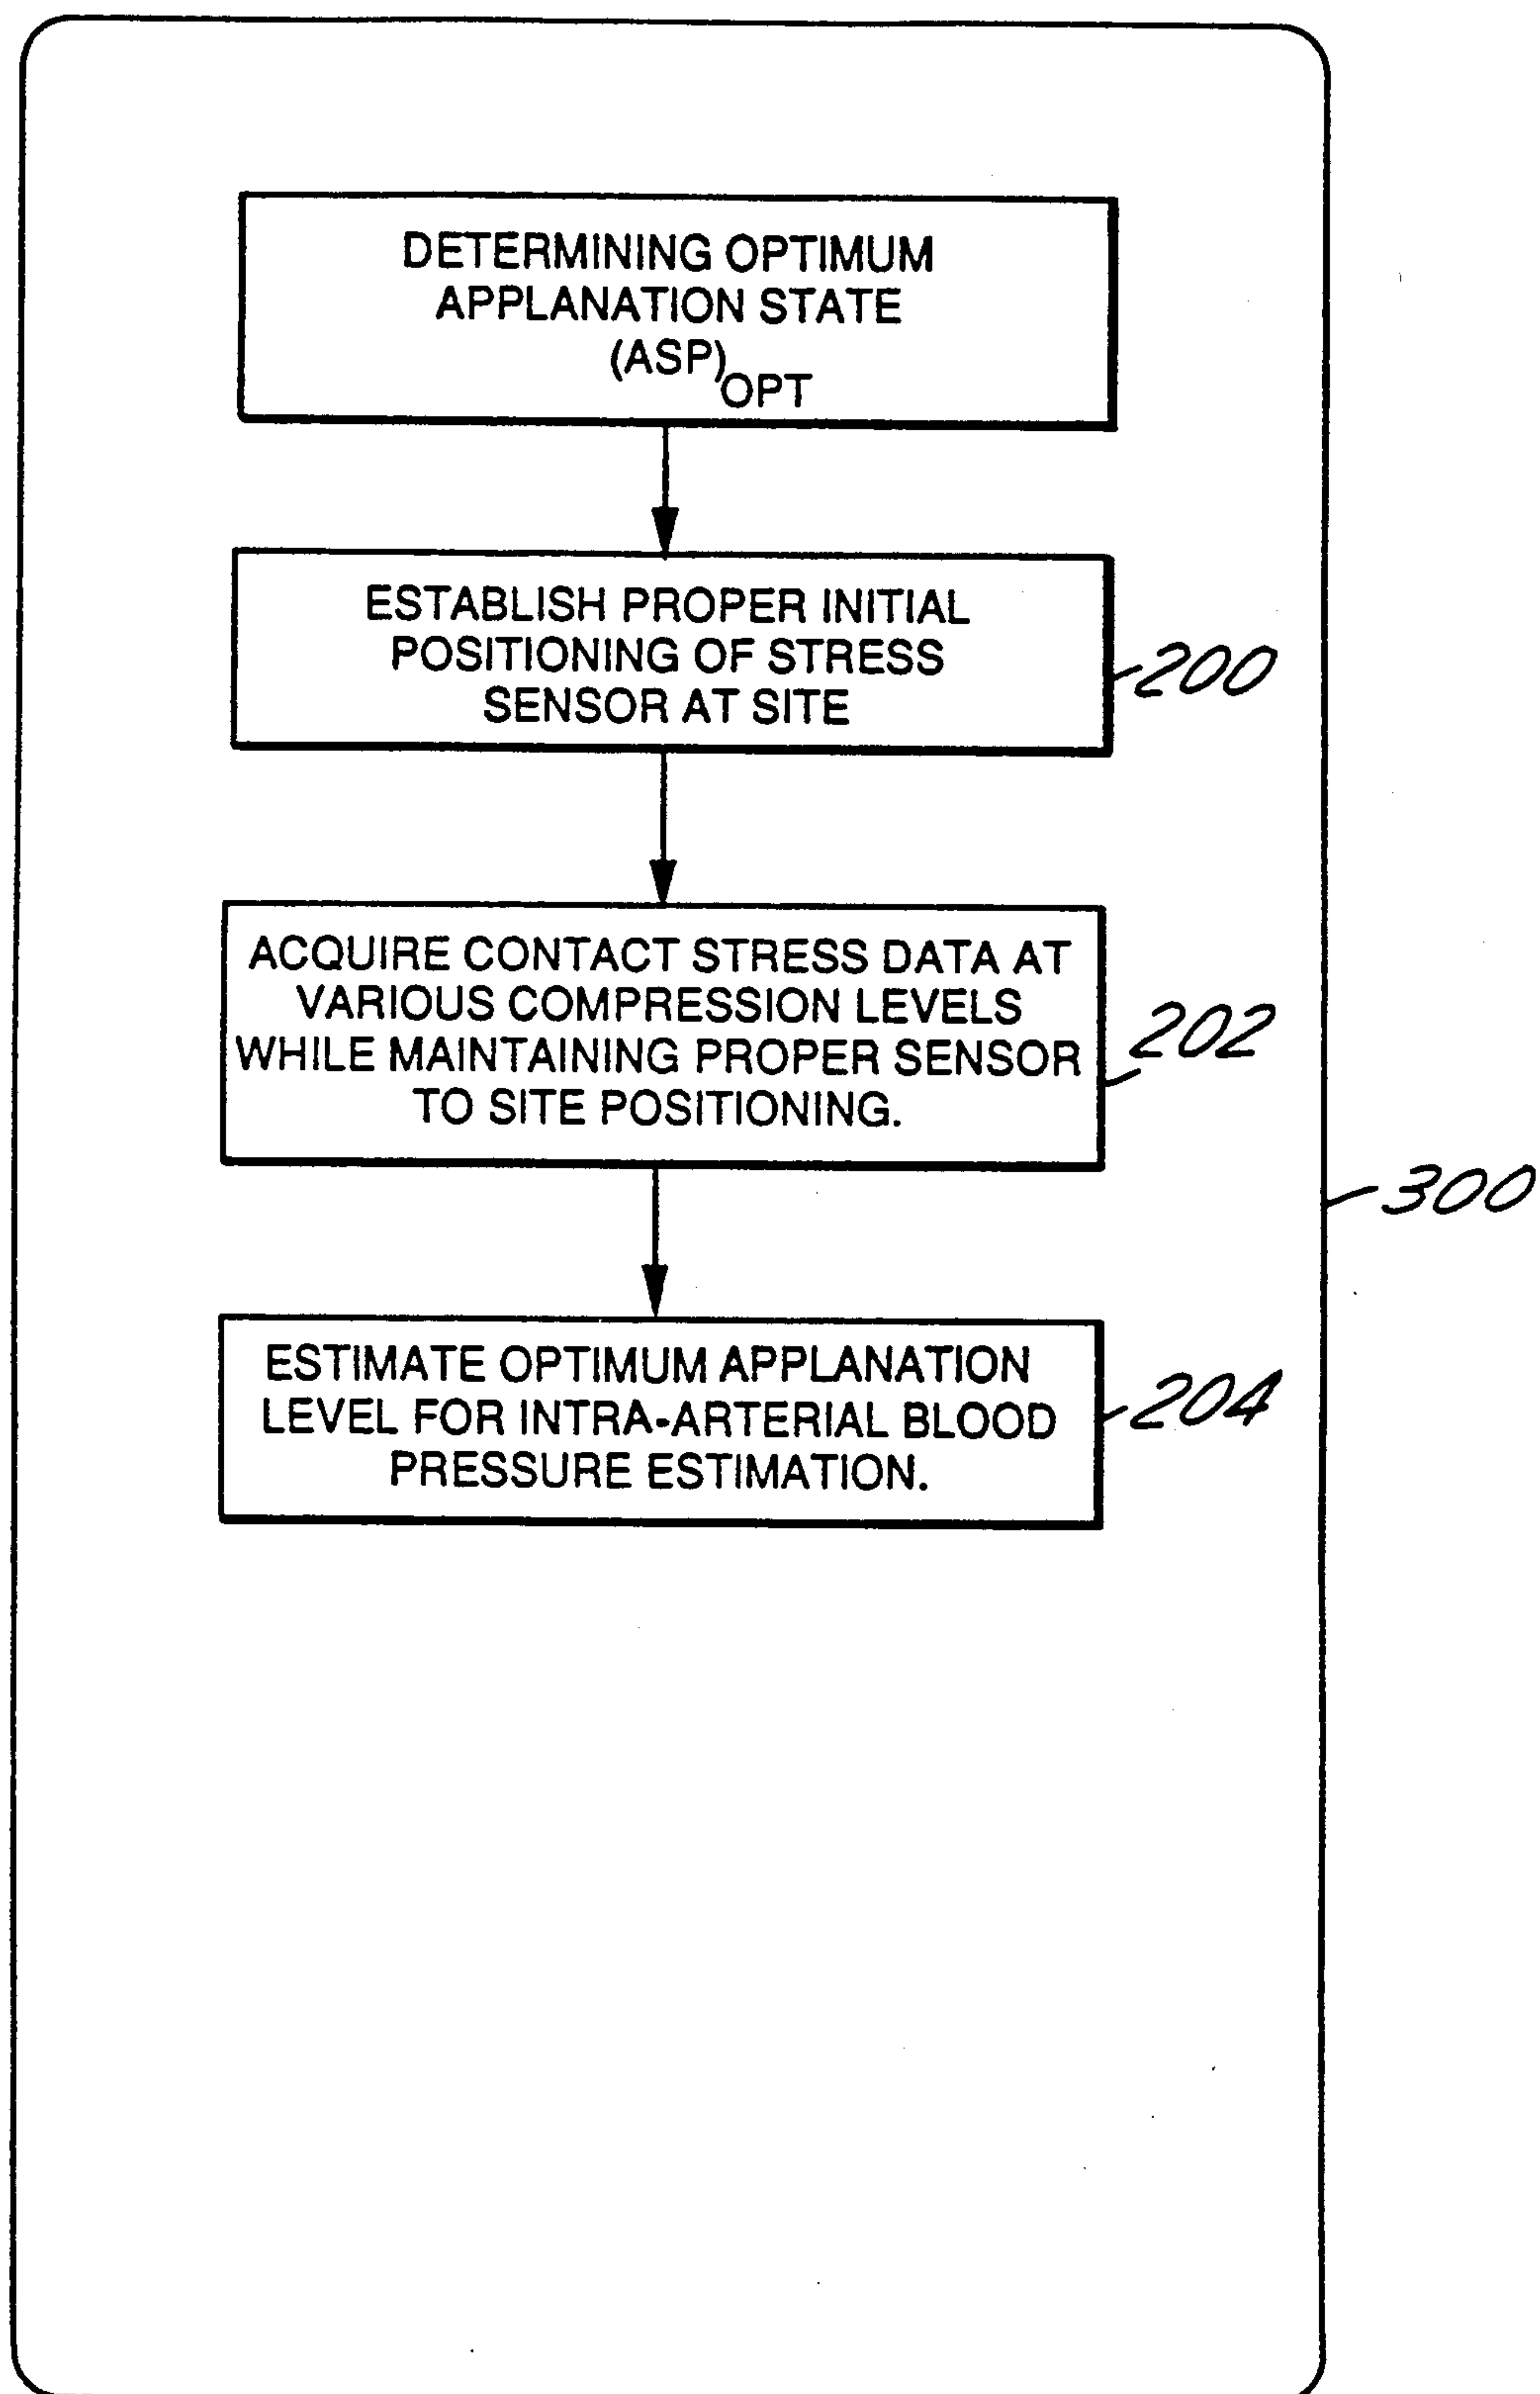 DETERMINING OPTIMUM
APPLANATION STATE
(ASP)OPT
ESTABLISH PROPER INITIAL
POSITIONING OF STRESS
SENSOR AT SITE
200
ACQUIRE CONTACT STRESS DATA AT
VARIOUS COMPRESSION LEVELS
WHILE MAINTAINING PROPER SENSOR
TO SITE POSITIONING.
202
300
ESTIMATE OPTIMUM APPLANATION
LEVEL FOR INTRA-ARTERIAL BLOOD
PRESSURE ESTIMATION.
204